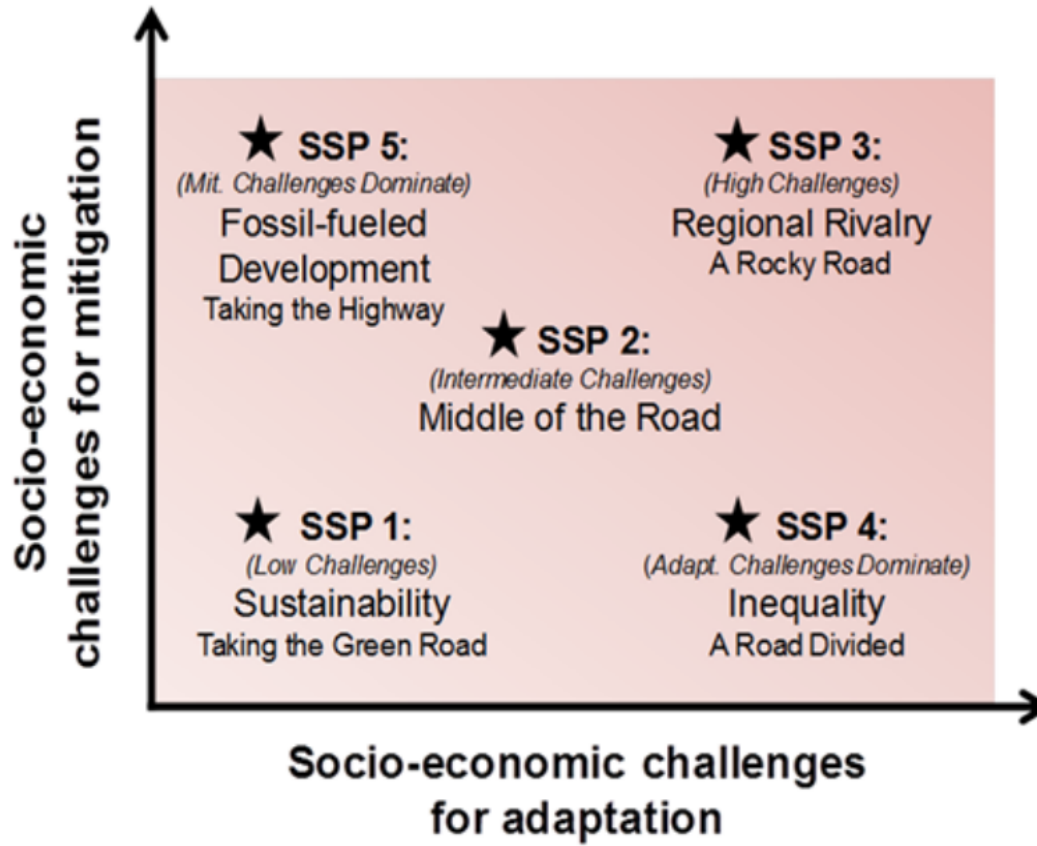 Socio-economic
challenges for mitigation
SSP 5:
(Mit. Challenges Dominate)
Fossil-fueled
Development
Taking the Highway
SSP 3:
(High Challenges)
Regional Rivalry
A Rocky Road
SSP 2:
(Intermediate Challenges)
Middle of the Road
SSP 1:
(Low Challenges)
Sustainability
Taking the Green Road
SSP 4:
(Adapt. Challenges Dominate)
Inequality
A Road Divided
Socio-economic challenges
for adaptation